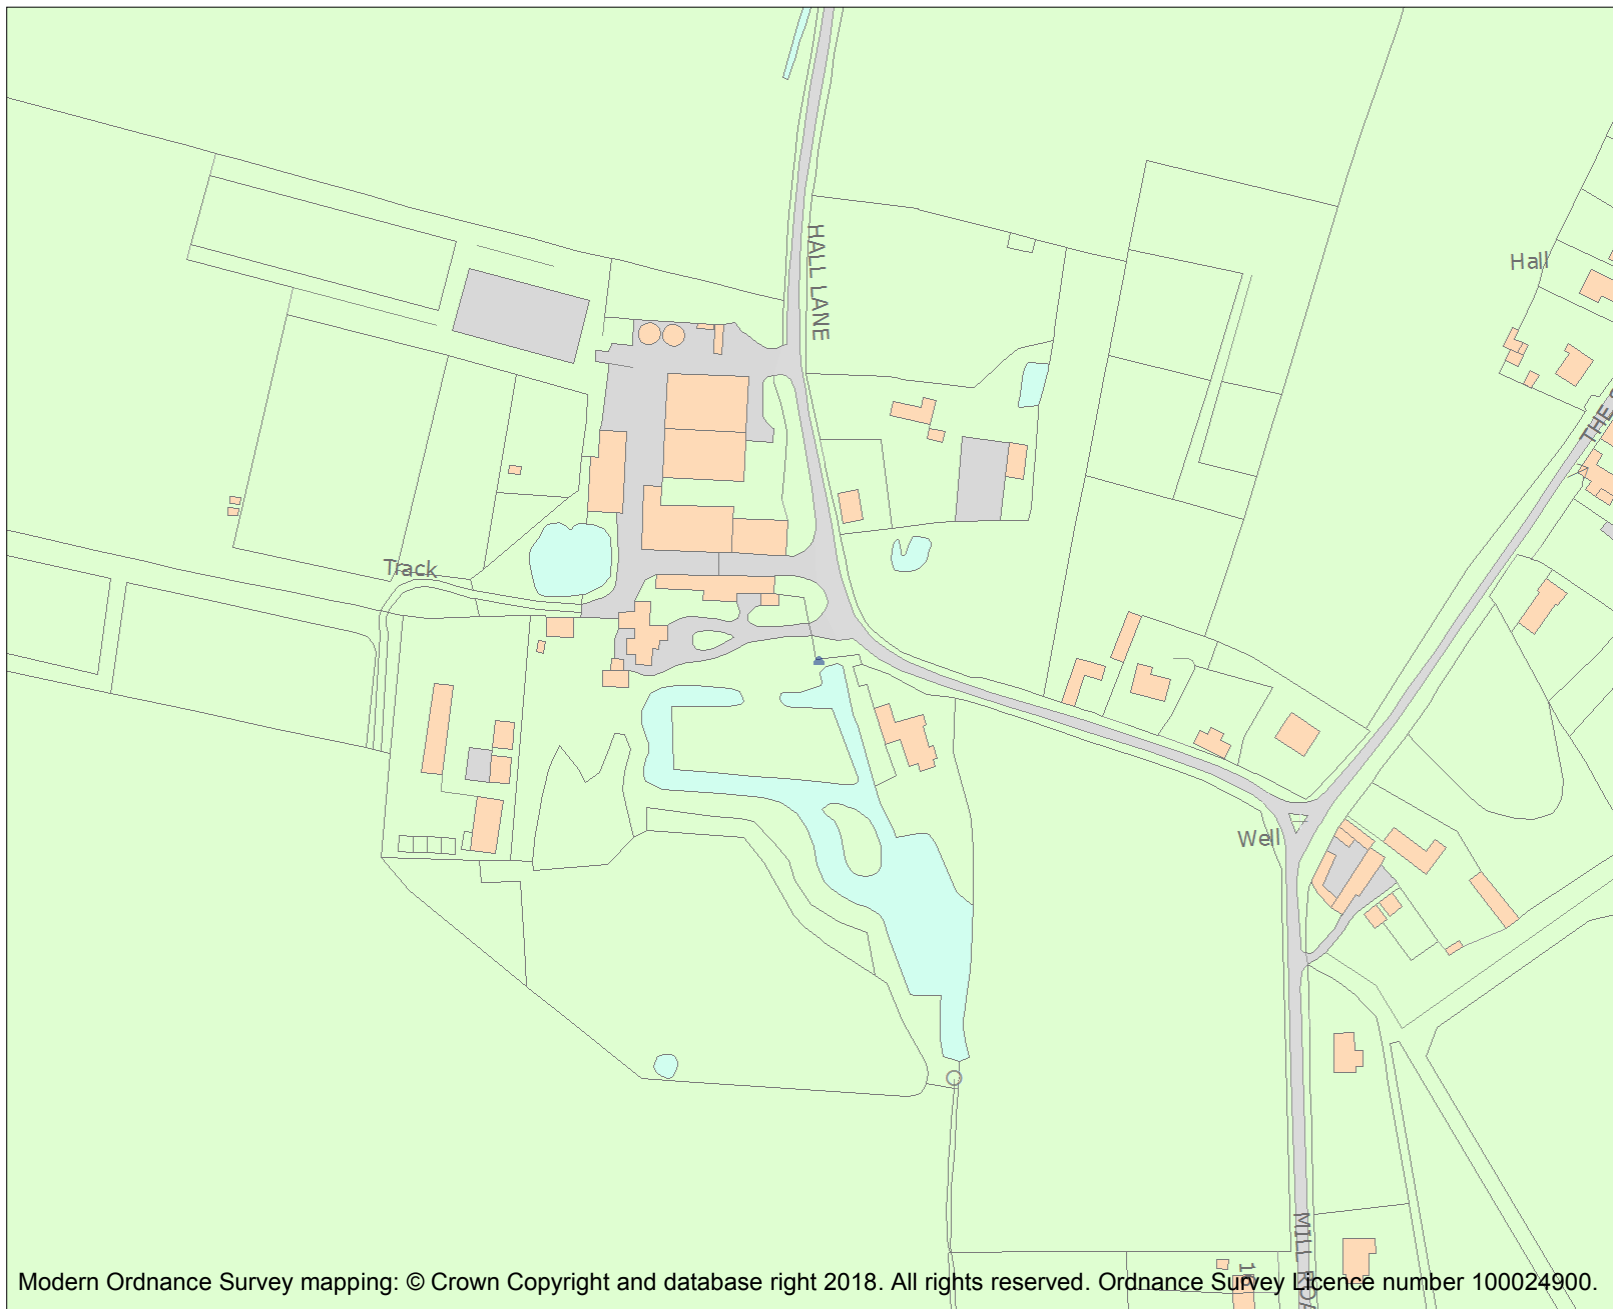 HALL LANE
Hall
Track
Well
MILL
Modern Ordnance Survey mapping: © Crown Copyright and database right 2018. All rights reserved. Ordnance Survey Licence number 100024900.
THE